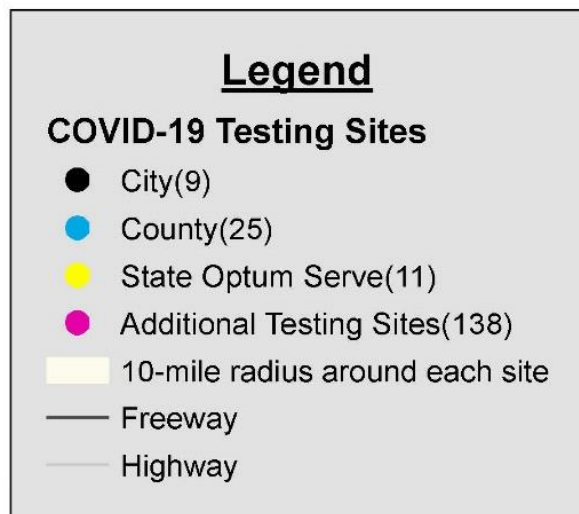 Legend
COVID-19 Testing Sites
City(9)
County(25)
State Optum Serve(11)
Additional Testing Sites(138)
10-mile radius around each site
Freeway
Highway